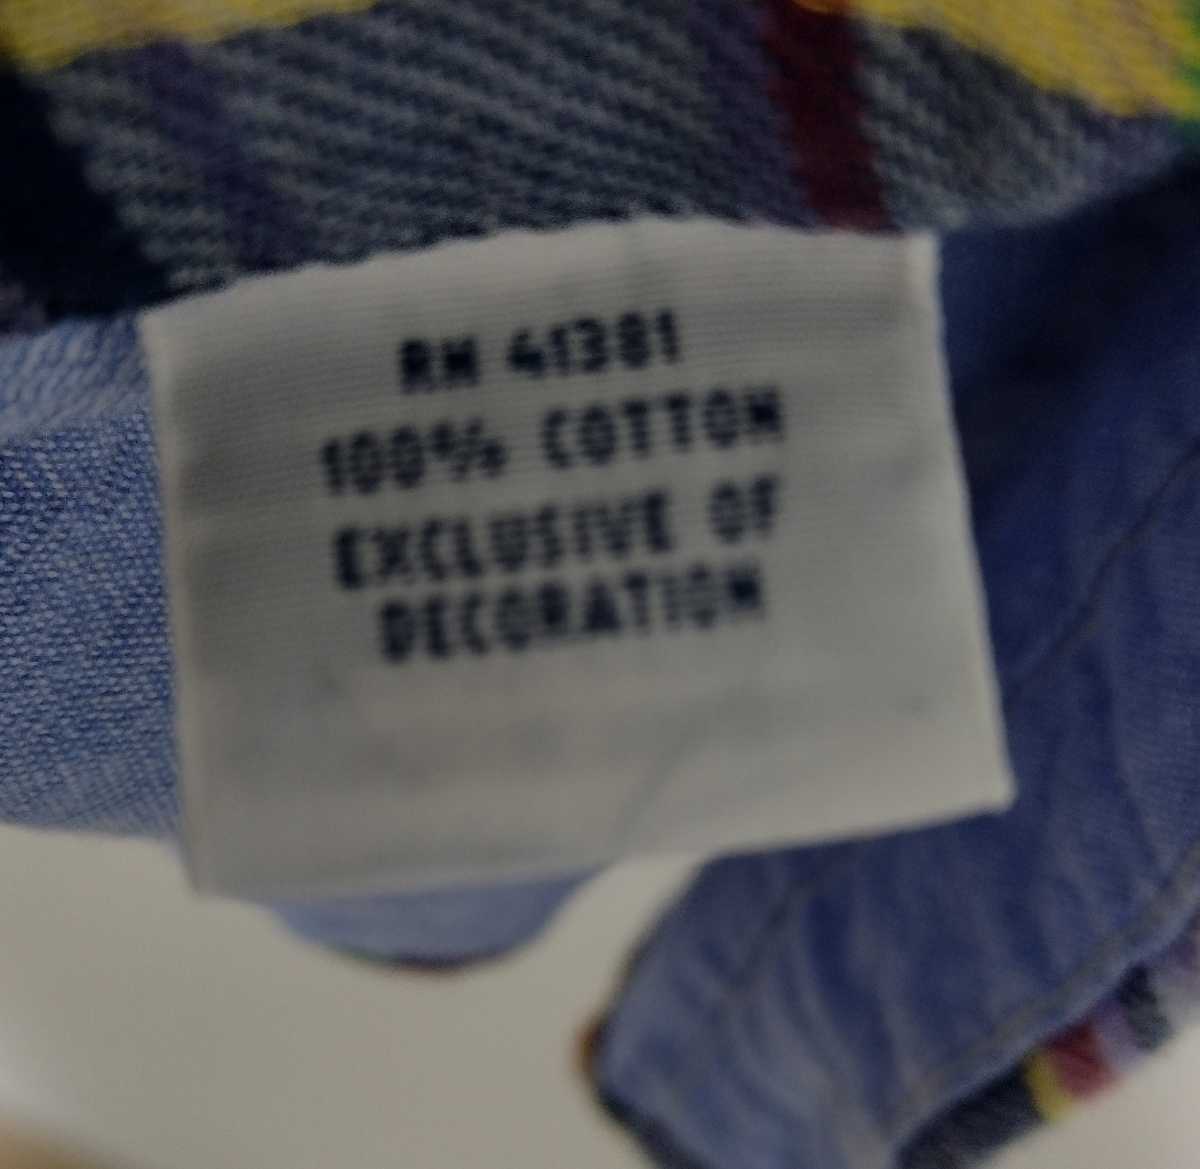 RN 41381
100% COTTON
EXCLUSIVE OF
DECORATION